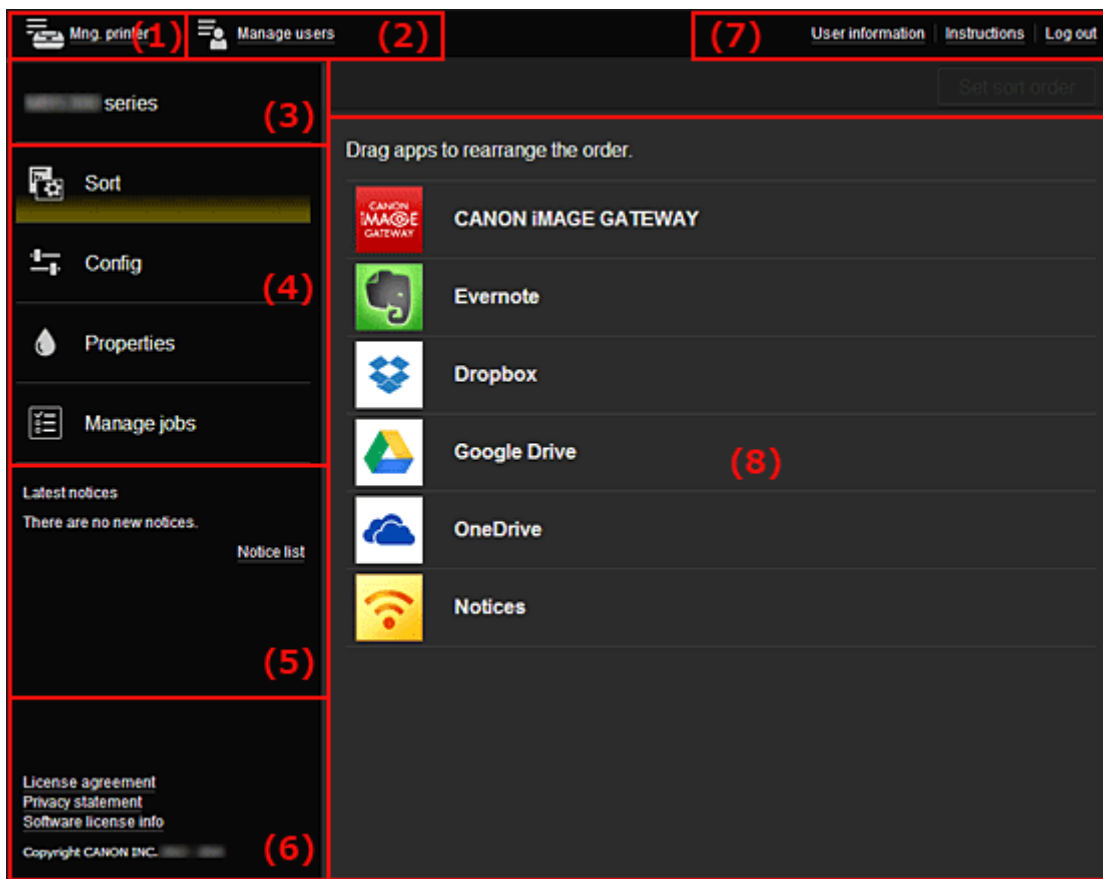 Mng. printer (1)
Manage users (2)
(7) User information Instructions Log out
series (3)
Set sort order
Sort
Config
(4)
Properties
Manage jobs
Latest notices
There are no new notices.
Notice list
(5)
License agreement
Privacy statement
Software license info
Copyright CANON INC.
(6)
Drag apps to rearrange the order.
CANON
iMAGE
GATEWAY
CANON iMAGE GATEWAY
Evernote
Dropbox
Google Drive
(8)
OneDrive
Notices